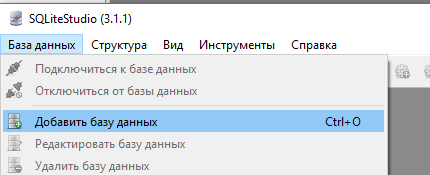 SQLiteStudio (3.1.1)
База данных Структура Вид Инструменты Справка
Подключиться к базе данных
Отключиться от базы данных
Добавить базу данных Ctrl+O
Редактировать базу данных
Удалить базу данных